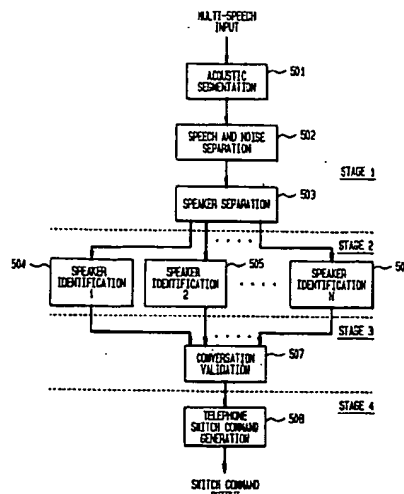 MULTI-SPEECH
INPUT
501
ACOUSTIC
SEGMENTATION
502
SPEECH AND NOISE
SEPARATION
503
SPEAKER SEPARATION
STAGE 1
STAGE 2
504
SPEAKER
IDENTIFICATION
1
505
SPEAKER
IDENTIFICATION
2
SPEAKER
IDENTIFICATION
N
STAGE 3
507
CONVERSATION
VALIDATION
STAGE 4
508
TELEPHONE
SWITCH COMMAND
GENERATION
SWITCH COMMAND